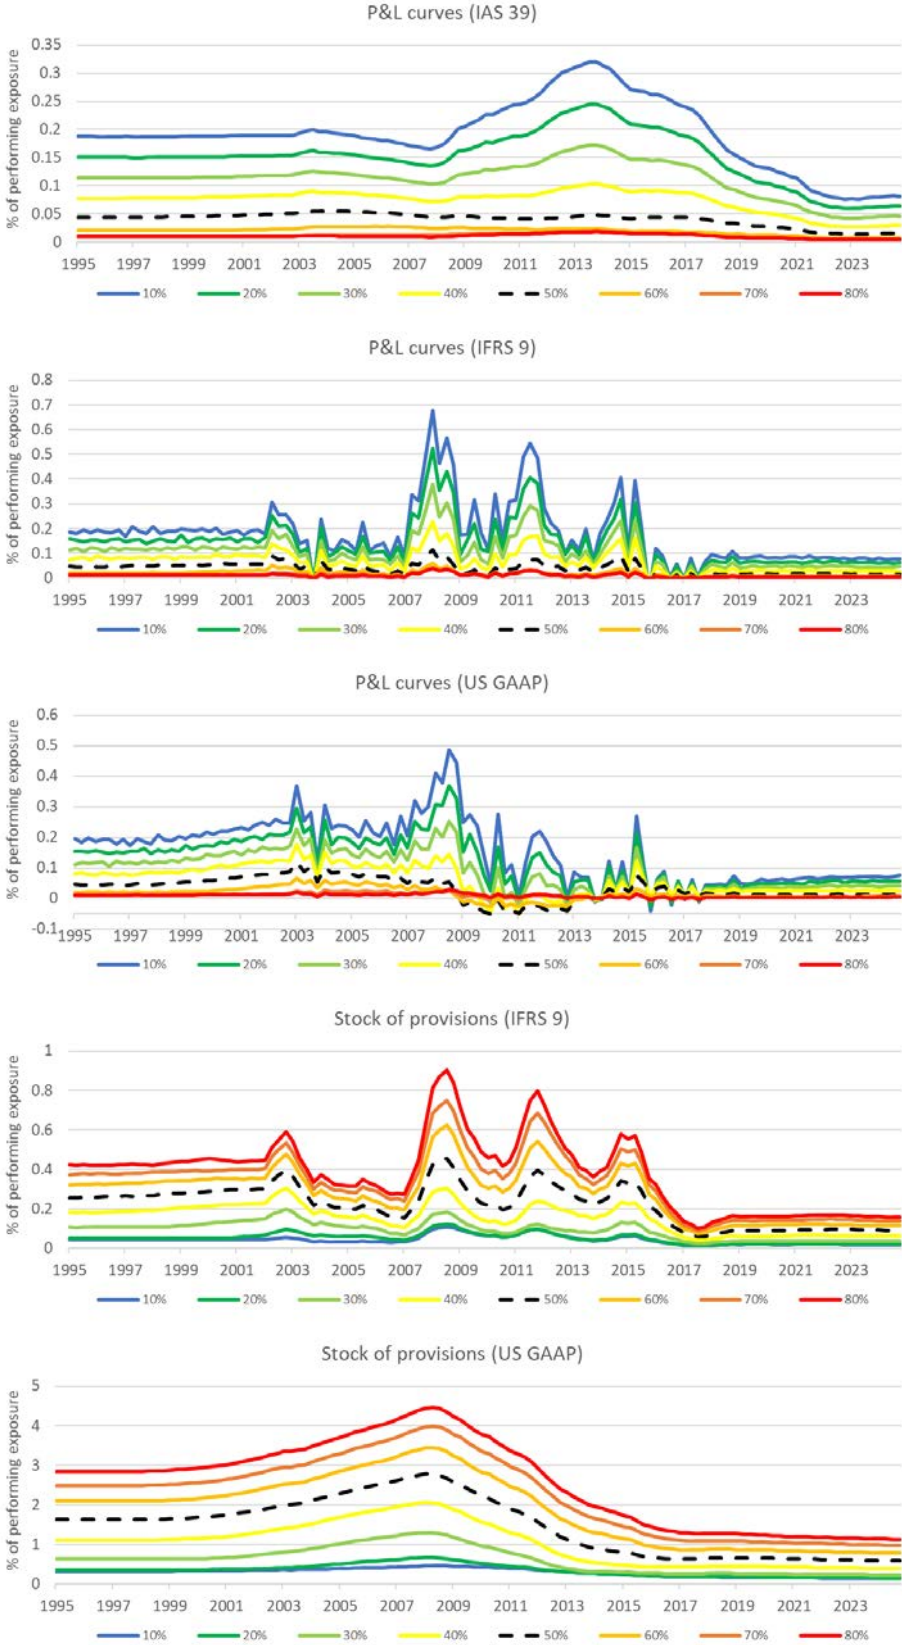 P&L curves (IAS 39)
% of performing exposure
0.35
0.3
0.25
0.2
0.15
0.1
0.05
0
1995 1997 1999 2001 2003 2005 2007 2009 2011 2013 2015 2017 2019 2021 2023
10% 20% 30% 40% 50% 60% 70% 80%
P&L curves (IFRS 9)
% of performing exposure
0.8
0.7
0.6
0.5
0.4
0.3
0.2
0.1
0
1995 1997 1999 2001 2003 2005 2007 2009 2011 2013 2015 2017 2019 2021 2023
10% 20% 30% 40% 50% 60% 70% 80%
P&L curves (US GAAP)
% of performing exposure
0.6
0.5
0.4
0.3
0.2
0.1
0
-0.1
1995 1997 1999 2001 2003 2005 2007 2009 2011 2013 2015 2017 2019 2021 2023
10% 20% 30% 40% 50% 60% 70% 80%
Stock of provisions (IFRS 9)
% of performing exposure
1
0.8
0.6
0.4
0.2
0
1995 1997 1999 2001 2003 2005 2007 2009 2011 2013 2015 2017 2019 2021 2023
10% 20% 30% 40% 50% 60% 70% 80%
Stock of provisions (US GAAP)
% of performing exposure
5
4
3
2
1
0
1995 1997 1999 2001 2003 2005 2007 2009 2011 2013 2015 2017 2019 2021 2023
10% 20% 30% 40% 50% 60% 70% 80%